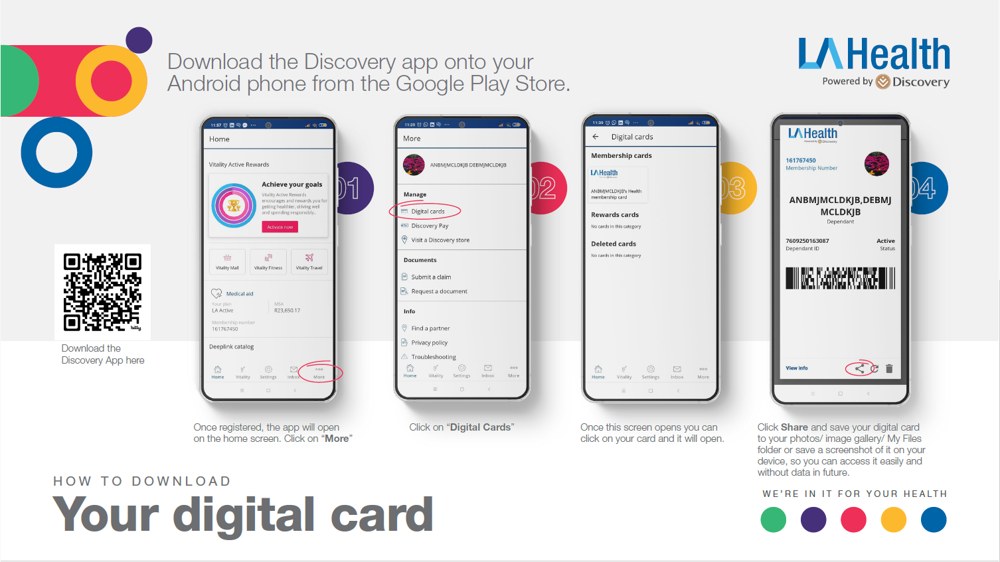 Download the Discovery app onto your
Android phone from the Google Play Store.
LA Health
Powered by Discovery
Download the
Discovery App here
bitly
11:57
Home
Vitality Active Rewards
Achieve your goals
Vitality Active Rewards
encourages and rewards you for
getting healthier, driving well
and spending responsibly..
Activate now
Vitality Mall
Vitality Fitness
Vitality Travel
Medical aid
Your plan
LA Active
MSA
R23,650.17
Membership number
161767450
Deeplink catalog
Home
Vitality
Settings
Inbox
More
01
Once registered, the app will open
on the home screen. Click on “More”
11:39
More
ANBMJMCLDKJB DEBMJMCLDKJB
Manage
Digital cards
Discovery Pay
Visit a Discovery store
Documents
Submit a claim
Request a document
Info
Find a partner
Privacy policy
Troubleshooting
Home
Vitality
Settings
Inbox
More
02
Click on “Digital Cards”
11:39
Digital cards
Membership cards
LA Health
ANBMJMCLDKJB's Health
membership card
Rewards cards
No cards in this category
Deleted cards
No cards in this category
Home
Vitality
Settings
Inbox
More
03
Once this screen opens you can
click on your card and it will open.
LA Health
Powered by Discovery
161767450
Membership Number
ANBMJMCLDKJB,DEBMJ
MCLDKJB
Dependant
7609250163087
Dependant ID
Active
Status
View info
04
Click Share and save your digital card
to your photos/ image gallery/ My Files
folder or save a screenshot of it on your
device, so you can access it easily and
without data in future.
HOW TO DOWNLOAD
Your digital card
WE'RE IN IT FOR YOUR HEALTH